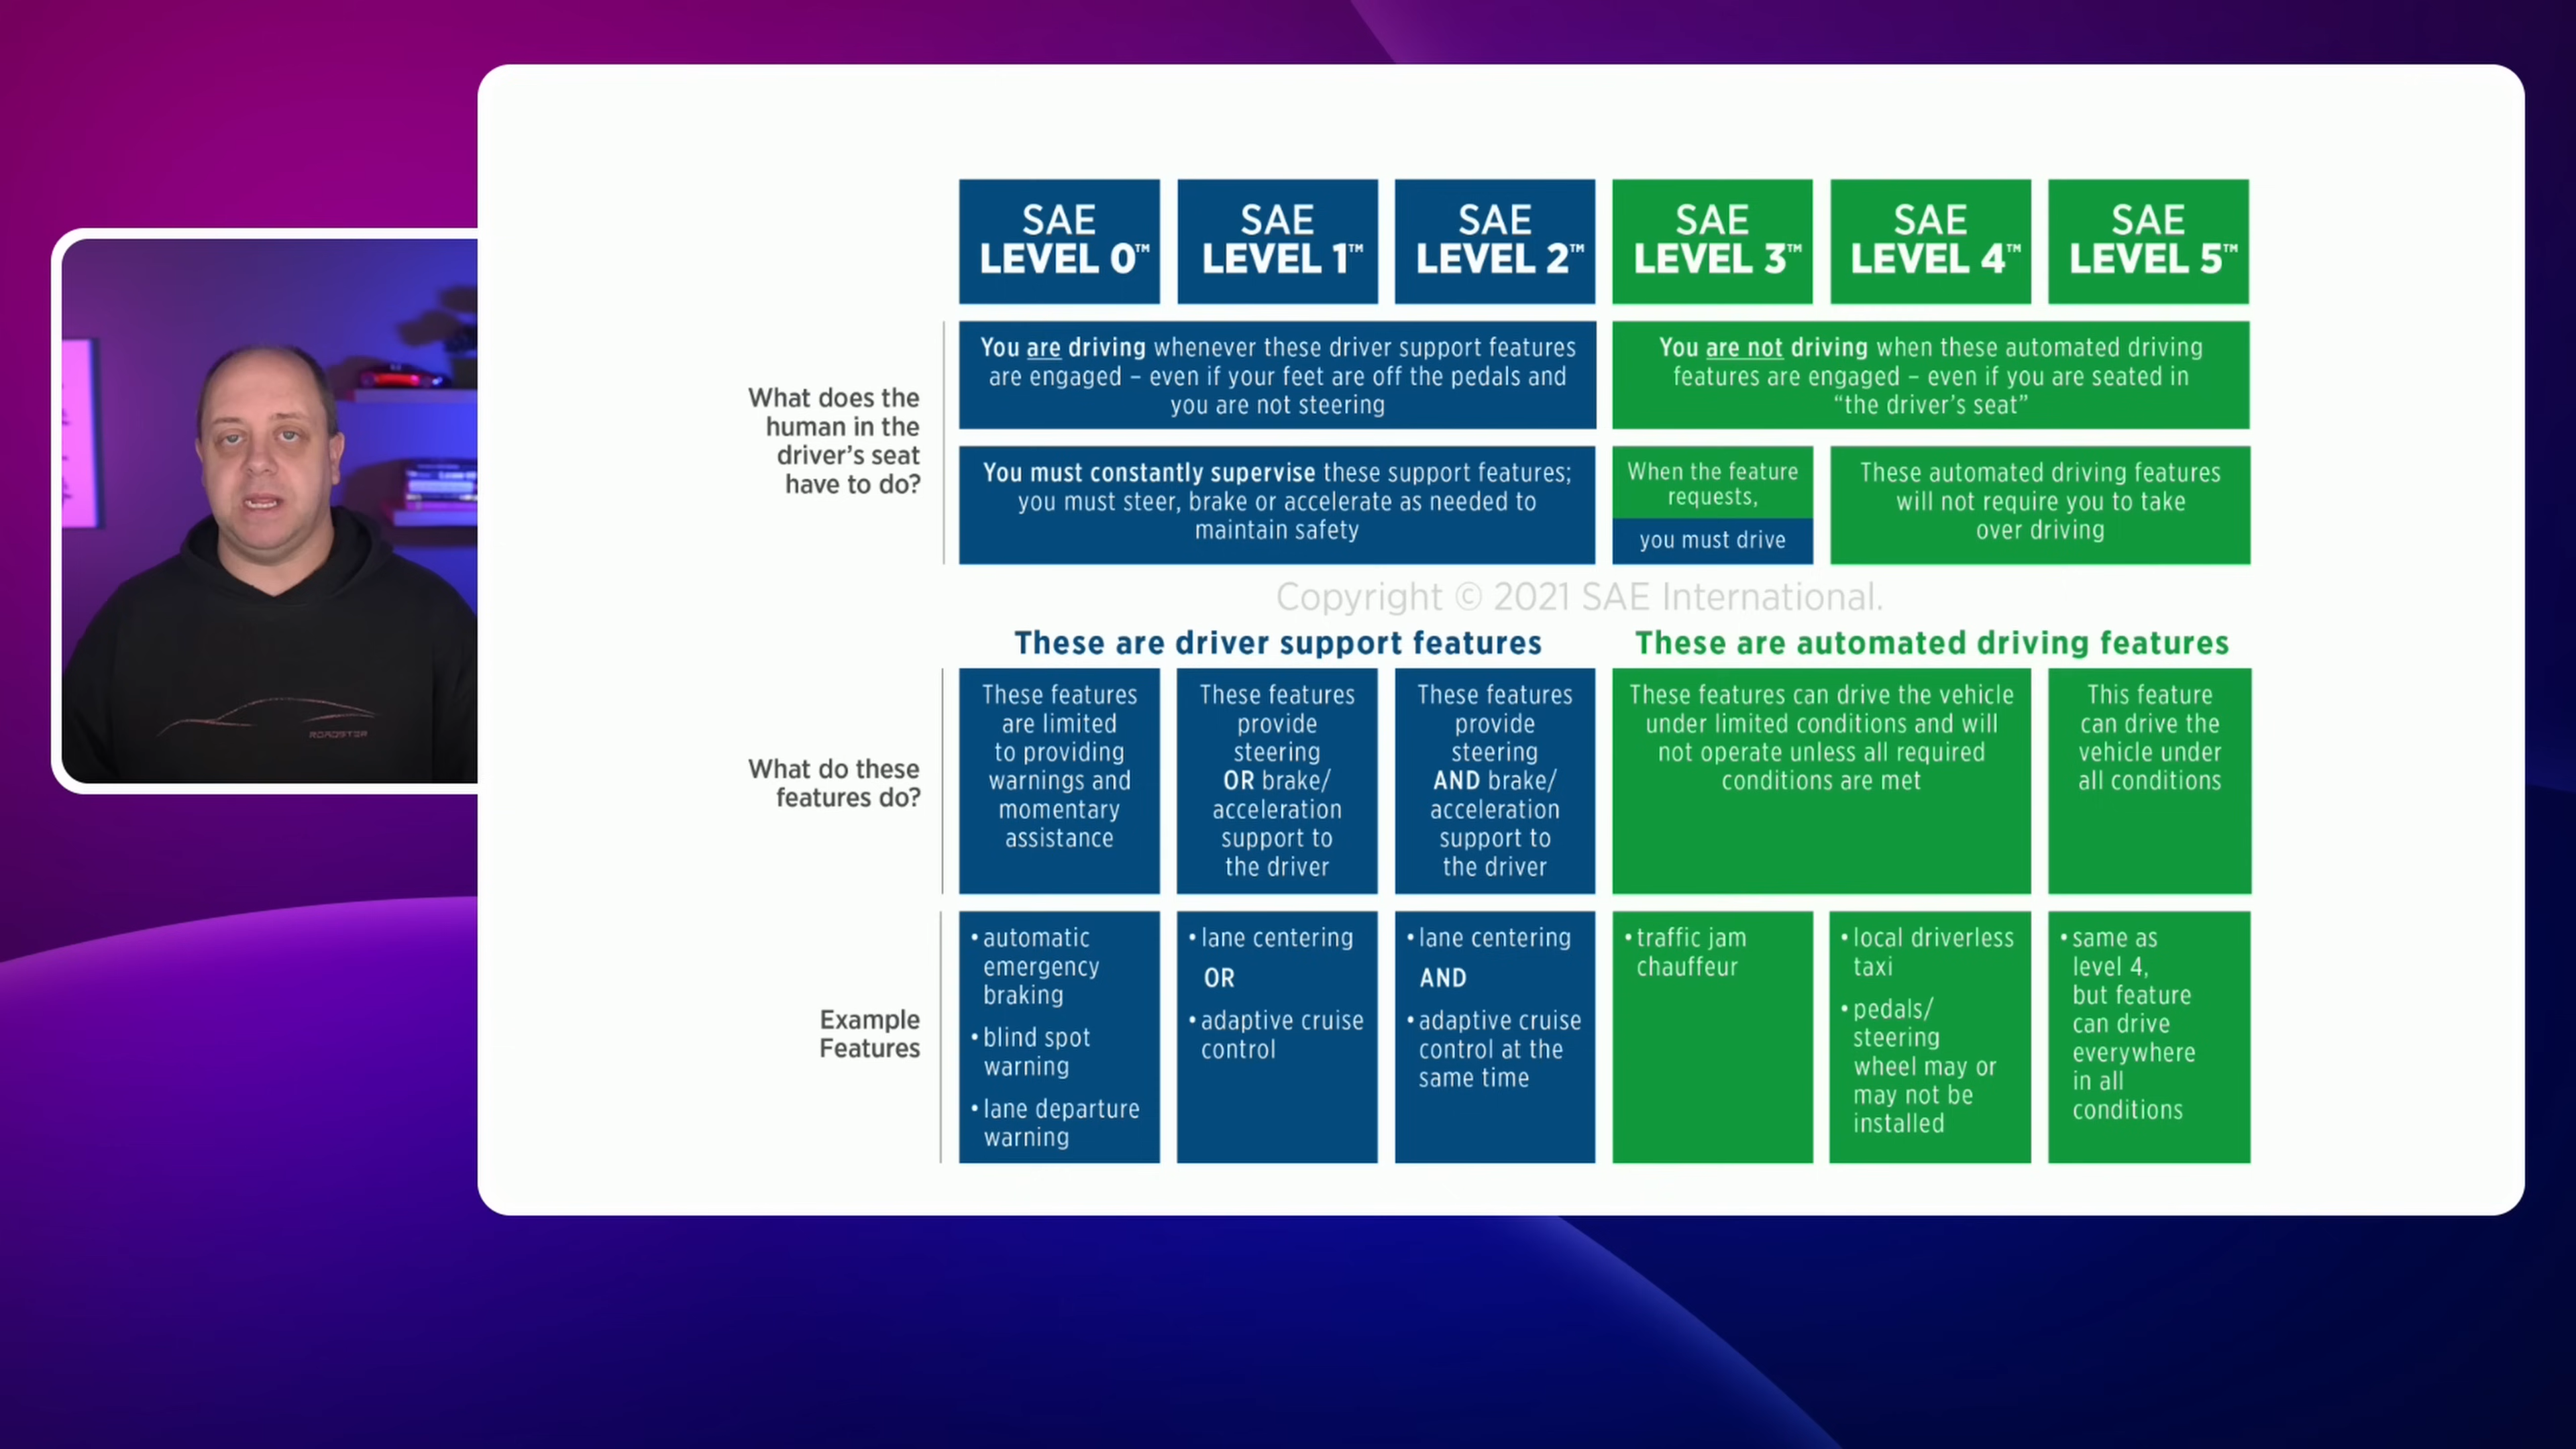 SAE
LEVEL 0™
SAE
LEVEL 1™
SAE
LEVEL 2™
SAE
LEVEL 3™
SAE
LEVEL 4™
SAE
LEVEL 5™
What does the
human in the
driver's seat
have to do?
You are driving whenever these driver support features
are engaged – even if your feet are off the pedals and
you are not steering
You are not driving when these automated driving
features are engaged – even if you are seated in
“the driver’s seat”
You must constantly supervise these support features;
you must steer, brake or accelerate as needed to
maintain safety
When the feature
requests,
you must drive
These automated driving features
will not require you to take
over driving
Copyright © 2021 SAE International.
These are driver support features
These are automated driving features
What do these
features do?
These features
are limited
to providing
warnings and
momentary
assistance
These features
provide
steering
OR brake/
acceleration
support to
the driver
These features
provide
steering
AND brake/
acceleration
support to
the driver
These features can drive the vehicle
under limited conditions and will
not operate unless all required
conditions are met
This feature
can drive the
vehicle under
all conditions
Example
Features
• automatic
emergency
braking
• blind spot
warning
• lane departure
warning
• lane centering
OR
• adaptive cruise
control
• lane centering
AND
• adaptive cruise
control at the
same time
• traffic jam
chauffeur
• local driverless
taxi
• pedals/
steering
wheel may or
may not be
installed
• same as
level 4,
but feature
can drive
everywhere
in all
conditions
ROADSTER